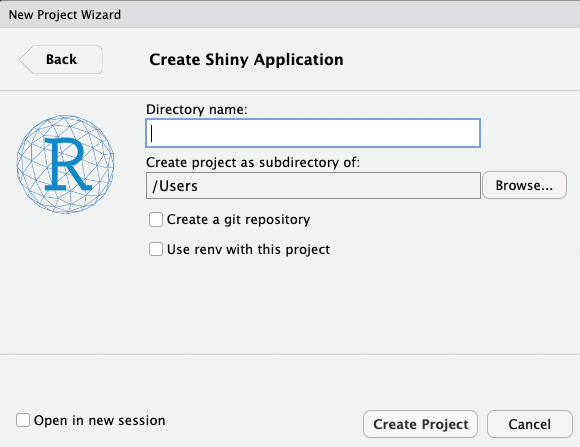 New Project Wizard
Back
Create Shiny Application
Directory name:
R
Create project as subdirectory of:
/Users
Browse...
Create a git repository
Use renv with this project
Open in new session
Create Project
Cancel